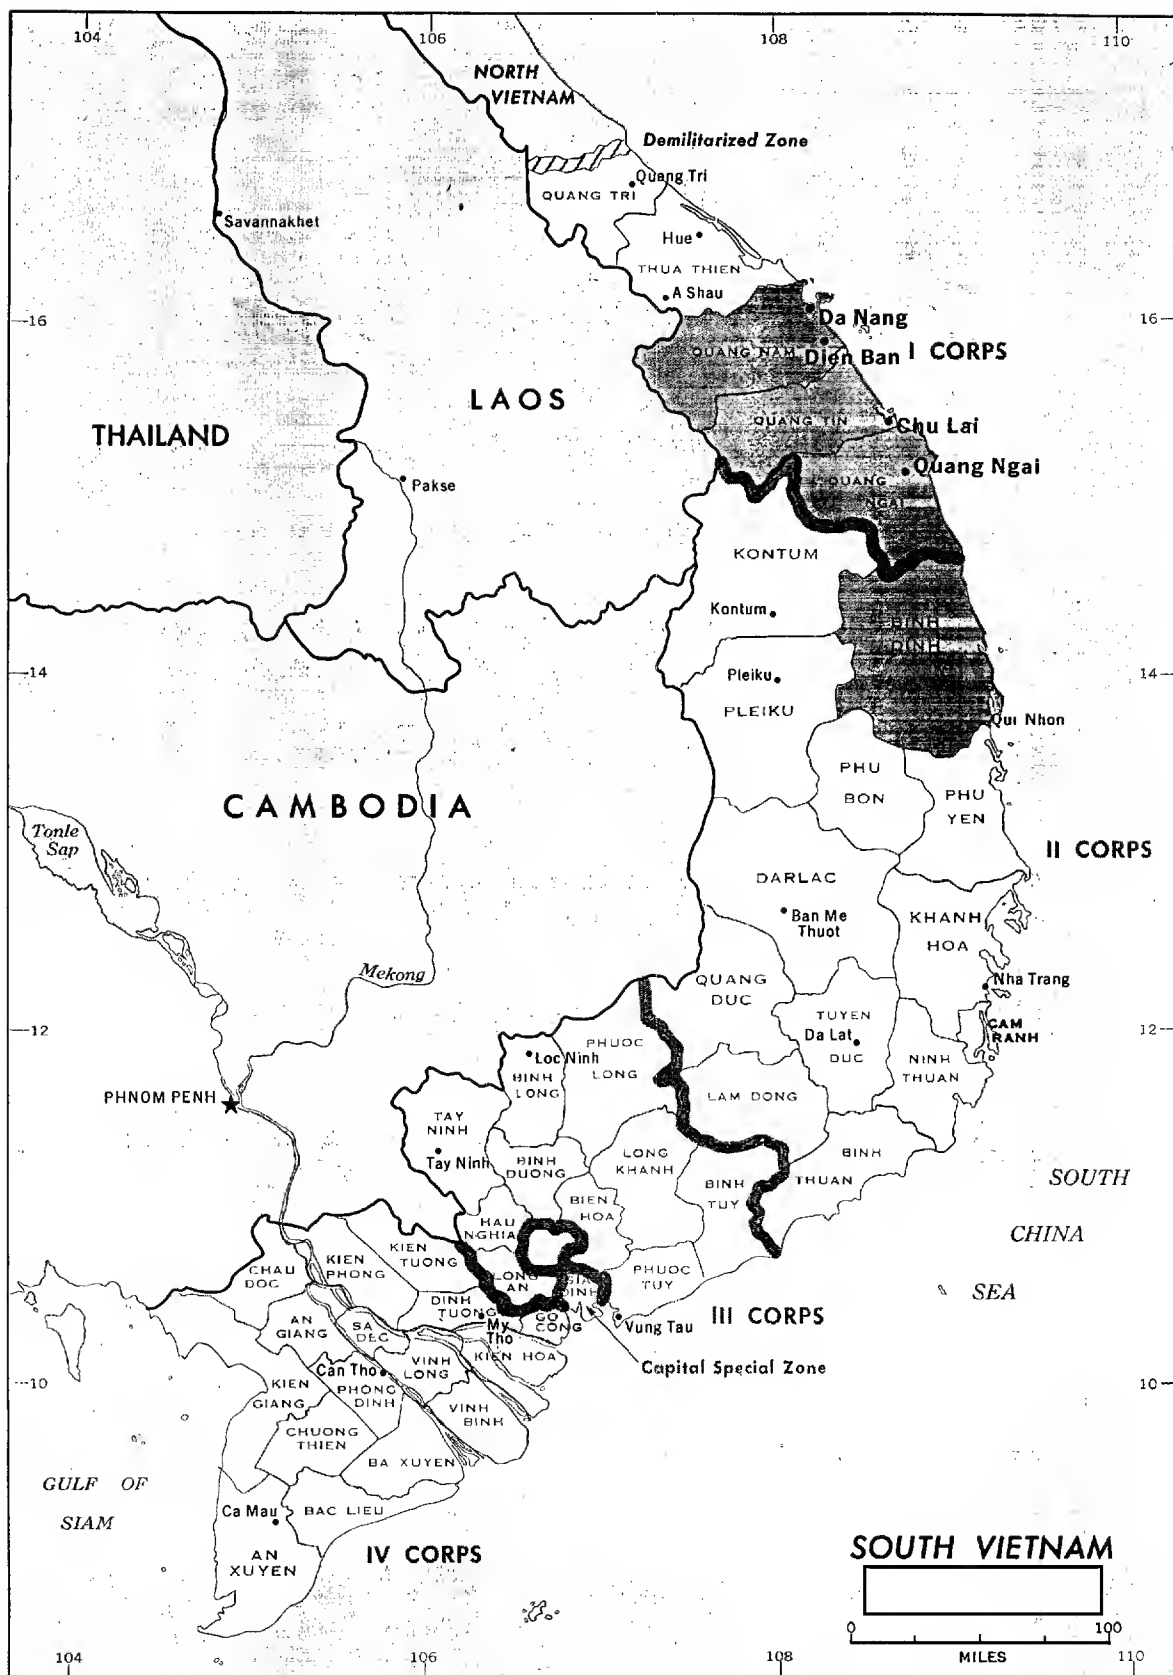 104
106
108
110
NORTH
VIETNAM
Demilitarized Zone
Quang Tri
QUANG TRI
Savannakhet
Hue
THUA THIEN
A Shau
16
16
Da Nang
QUANG NAM
Dien Ban
I CORPS
LAOS
THAILAND
QUANG TIN
Chu Lai
Pakse
Quang Ngai
QUANG
NGAI
KONTUM
Kontum
BINH
DINH
14
14
Pleiku
PLEIKU
Qui Nhon
PHU
BON
PHU
YEN
CAMBODIA
Tonle
Sap
II CORPS
DARLAC
Ban Me
Thuot
KHANH
HOA
Mekong
QUANG
DUC
Nha Trang
TUYEN
DUC
Da Lat
CAM
RANH
12
12
PHUOC
LONG
Loc Ninh
BINH
LONG
NINH
THUAN
PHNOM PENH
LAM DONG
TAY
NINH
Tay Ninh
BINH
DUONG
LONG
KHANH
BINH
THUAN
BINH
TUY
BIEN
HOA
SOUTH
CHINA
SEA
HAU
NGHIA
KIEN
TUONG
KIEN
PHONG
CHAU
DOC
LONG
AN
GIA
DINH
PHUOC
TUY
DINH
TUONG
My
Tho
GO
CONG
Vung Tau
III CORPS
AN
GIANG
SA
DEC
KIEN HOA
VINH
LONG
Capital Special Zone
Can Tho
10
10
KIEN
GIANG
PHONG
DINH
VINH
BINH
CHUONG
THIEN
BA XUYEN
GULF OF
SIAM
Ca Mau
BAC LIEU
AN
XUYEN
IV CORPS
SOUTH VIETNAM
0
100
MILES
104
106
108
110